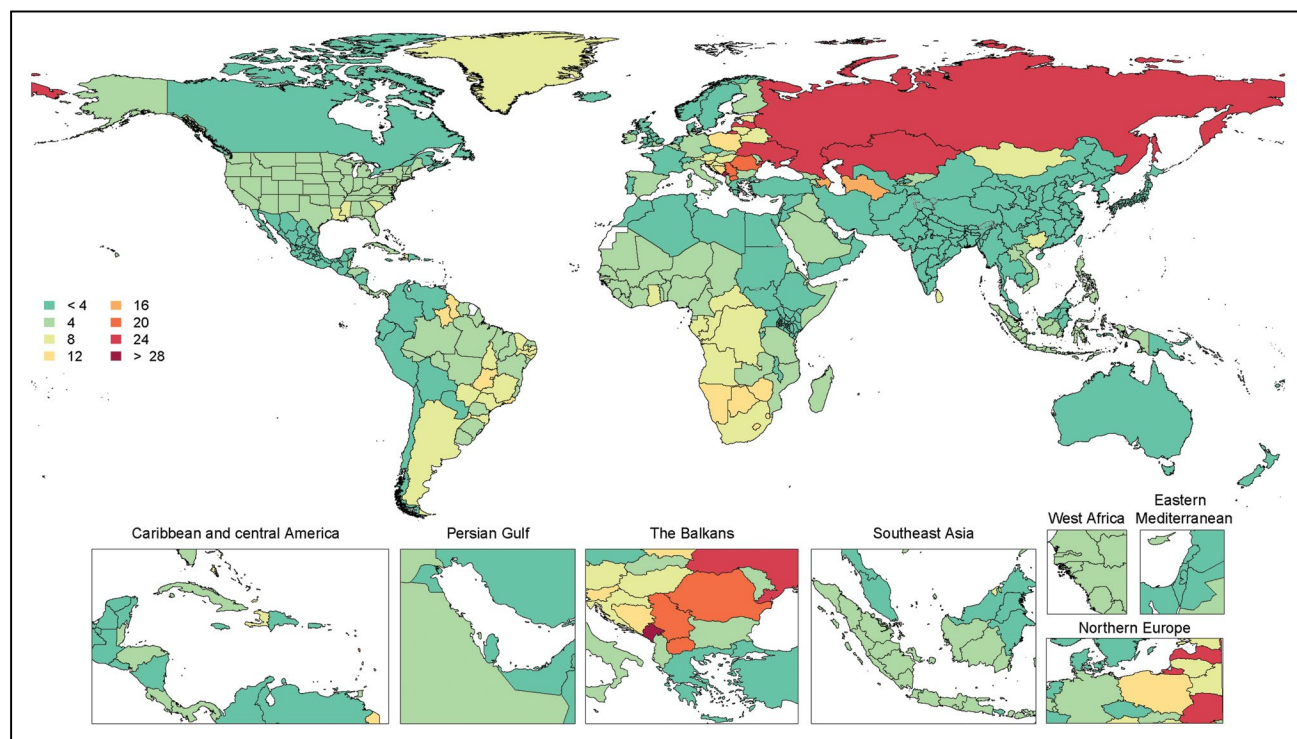 < 4
4
8
12
16
20
24
> 28
Caribbean and central America
Persian Gulf
The Balkans
Southeast Asia
West Africa
Eastern
Mediterranean
Northern Europe